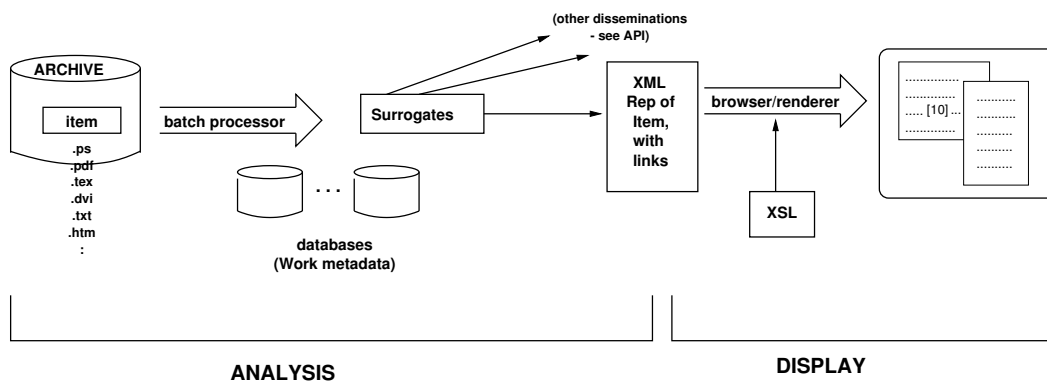 ARCHIVE
item
.ps
.pdf
.tex
.dvi
.txt
.htm
:
batch processor
. . .
databases
(Work metadata)
Surrogates
(other disseminations
- see API)
XML
Rep of
Item,
with
links
browser/renderer
XSL
...............
...............
..... [10] ...
...............
...........
...........
...........
...........
...........
ANALYSIS
DISPLAY